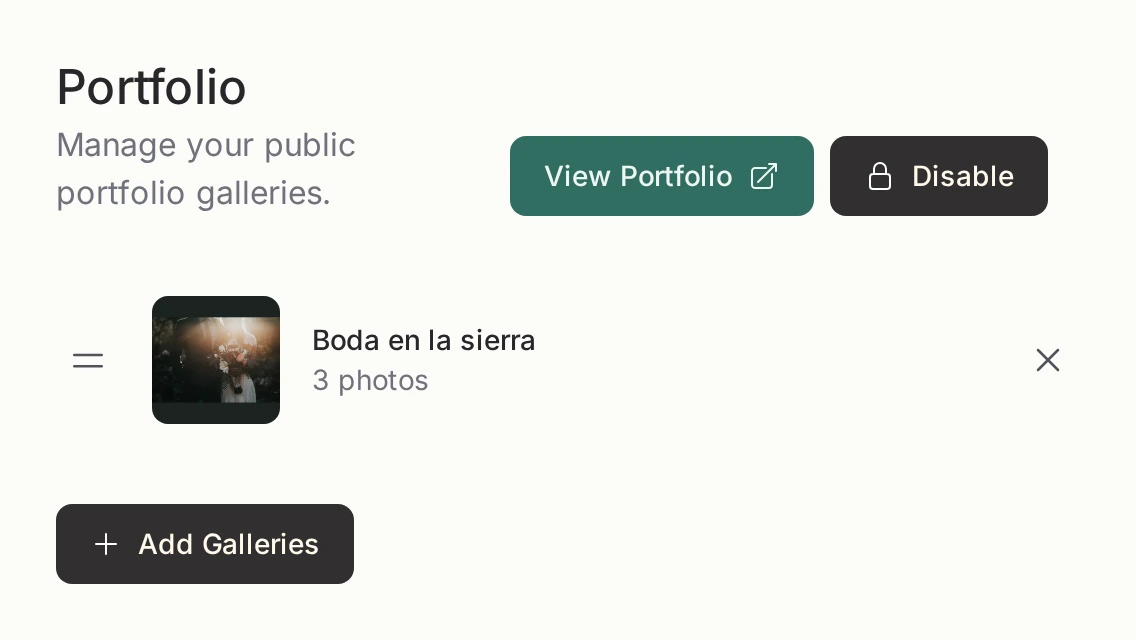 Portfolio
Manage your public
portfolio galleries.
View Portfolio
Disable
Boda en la sierra
3 photos
Add Galleries